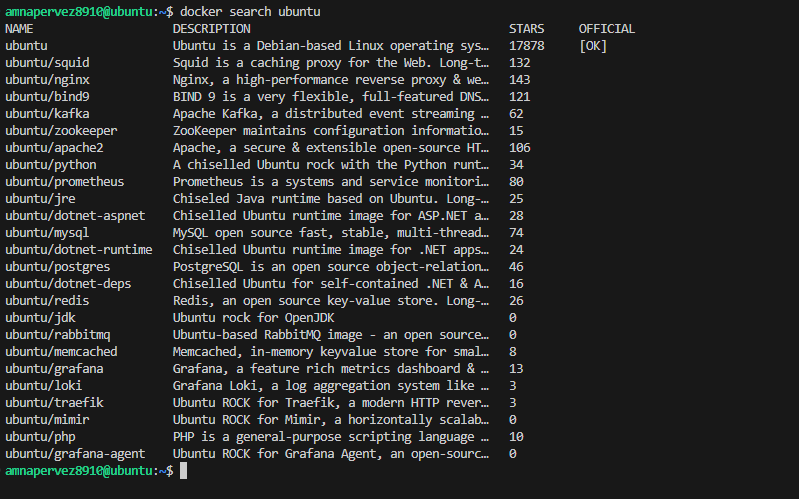 amnapervez8910@ubuntu:~$ docker search ubuntu
NAME DESCRIPTION STARS OFFICIAL
ubuntu Ubuntu is a Debian-based Linux operating sys… 17878 [OK]
ubuntu/squid Squid is a caching proxy for the Web. Long-t… 132
ubuntu/nginx Nginx, a high-performance reverse proxy & we… 143
ubuntu/bind9 BIND 9 is a very flexible, full-featured DNS… 121
ubuntu/kafka Apache Kafka, a distributed event streaming … 62
ubuntu/zookeeper ZooKeeper maintains configuration informatio… 15
ubuntu/apache2 Apache, a secure & extensible open-source HT… 106
ubuntu/python A chiselled Ubuntu rock with the Python runt… 34
ubuntu/prometheus Prometheus is a systems and service monitori… 80
ubuntu/jre Chiseled Java runtime based on Ubuntu. Long-… 25
ubuntu/dotnet-aspnet Chiselled Ubuntu runtime image for ASP.NET a… 28
ubuntu/mysql MySQL open source fast, stable, multi-thread… 74
ubuntu/dotnet-runtime Chiselled Ubuntu runtime image for .NET apps… 24
ubuntu/postgres PostgreSQL is an open source object-relation… 46
ubuntu/dotnet-deps Chiselled Ubuntu for self-contained .NET & A… 16
ubuntu/redis Redis, an open source key-value store. Long-… 26
ubuntu/jdk Ubuntu rock for OpenJDK 0
ubuntu/rabbitmq Ubuntu-based RabbitMQ image - an open source… 0
ubuntu/memcached Memcached, in-memory keyvalue store for smal… 8
ubuntu/grafana Grafana, a feature rich metrics dashboard & … 13
ubuntu/loki Grafana Loki, a log aggregation system like … 3
ubuntu/traefik Ubuntu ROCK for Traefik, a modern HTTP rever… 3
ubuntu/mimir Ubuntu ROCK for Mimir, a horizontally scalab… 0
ubuntu/php PHP is a general-purpose scripting language … 10
ubuntu/grafana-agent Ubuntu ROCK for Grafana Agent, an open-sourc… 0
amnapervez8910@ubuntu:~$